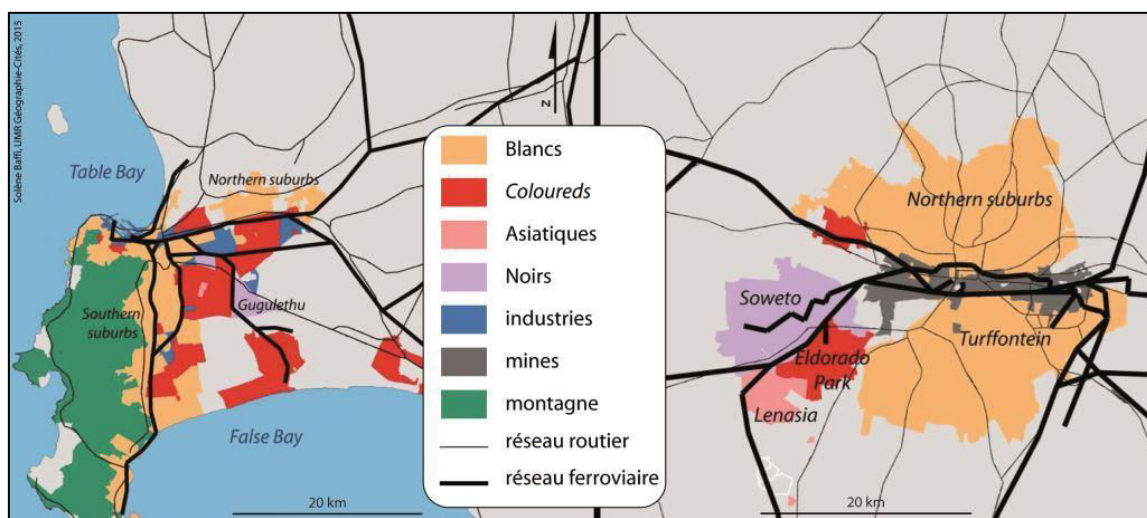 Solène Baffi, UMR Géographie-Cités, 2015
Table Bay
Northern suburbs
Southern suburbs
Gugulethu
False Bay
20 km
N
Blancs
Coloureds
Asiatiques
Noirs
industries
mines
montagne
réseau routier
réseau ferroviaire
Northern suburbs
Soweto
Turffontein
Eldorado
Park
Lenasia
20 km